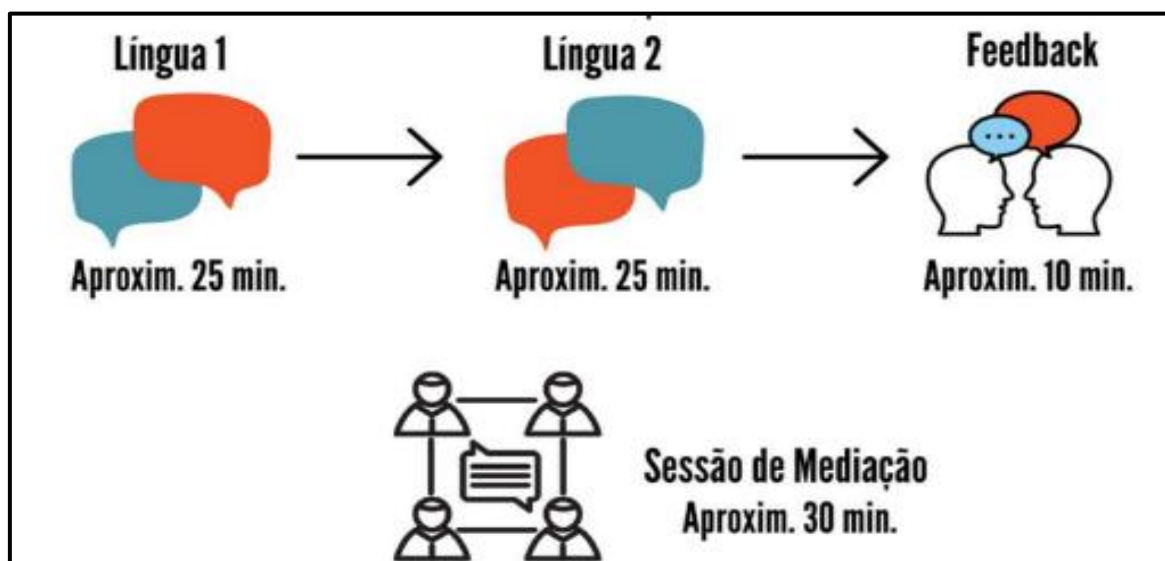 Língua 1
Língua 2
Feedback
Aproxim. 25 min.
Aproxim. 25 min.
Aproxim. 10 min.
Sessão de Mediação
Aproxim. 30 min.